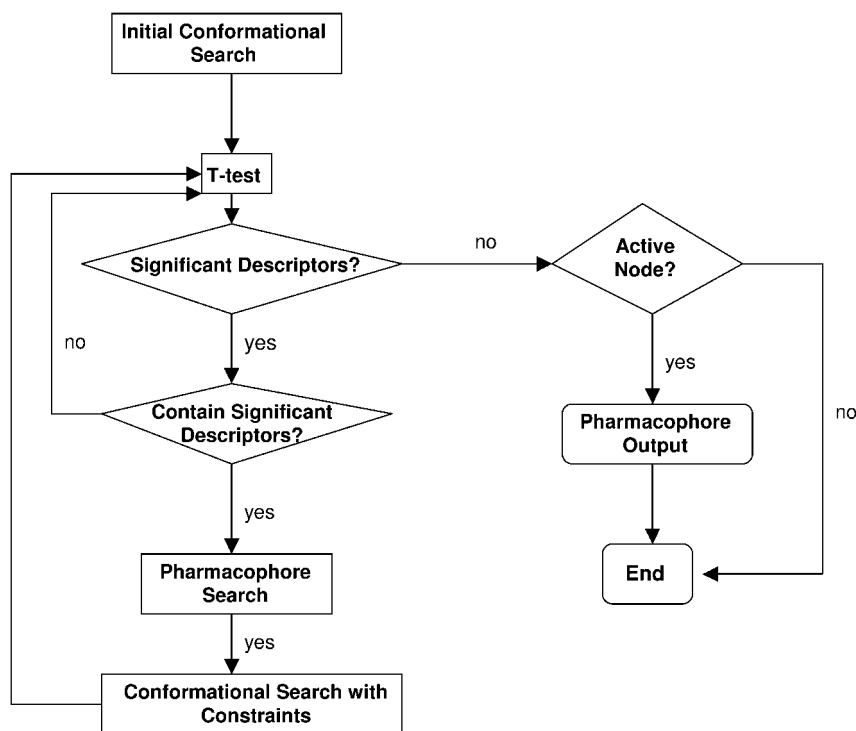 Initial Conformational
Search
T-test
Significant Descriptors?
no
Active
Node?
no
yes
yes
Contain Significant
Descriptors?
Pharmacophore
Output
no
yes
Pharmacophore
Search
End
yes
Conformational Search with
Constraints